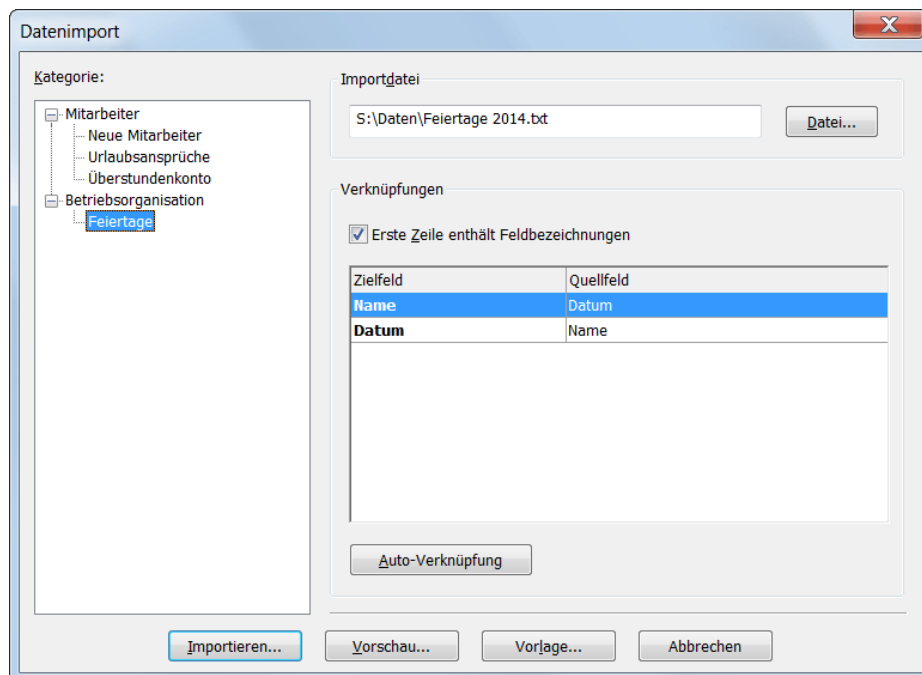 Datenimport
X
Kategorie:
Mitarbeiter
Neue Mitarbeiter
Urlaubsansprüche
Überstundenkonto
Betriebsorganisation
Feiertage
Importdatei
S:\Daten\Feiertage 2014.txt
Datei...
Verknüpfungen
Erste Zeile enthält Feldbezeichnungen
Zielfeld Quellfeld
Name Datum
Datum Name
Auto-Verknüpfung
Importieren... Vorschau... Vorlage... Abbrechen